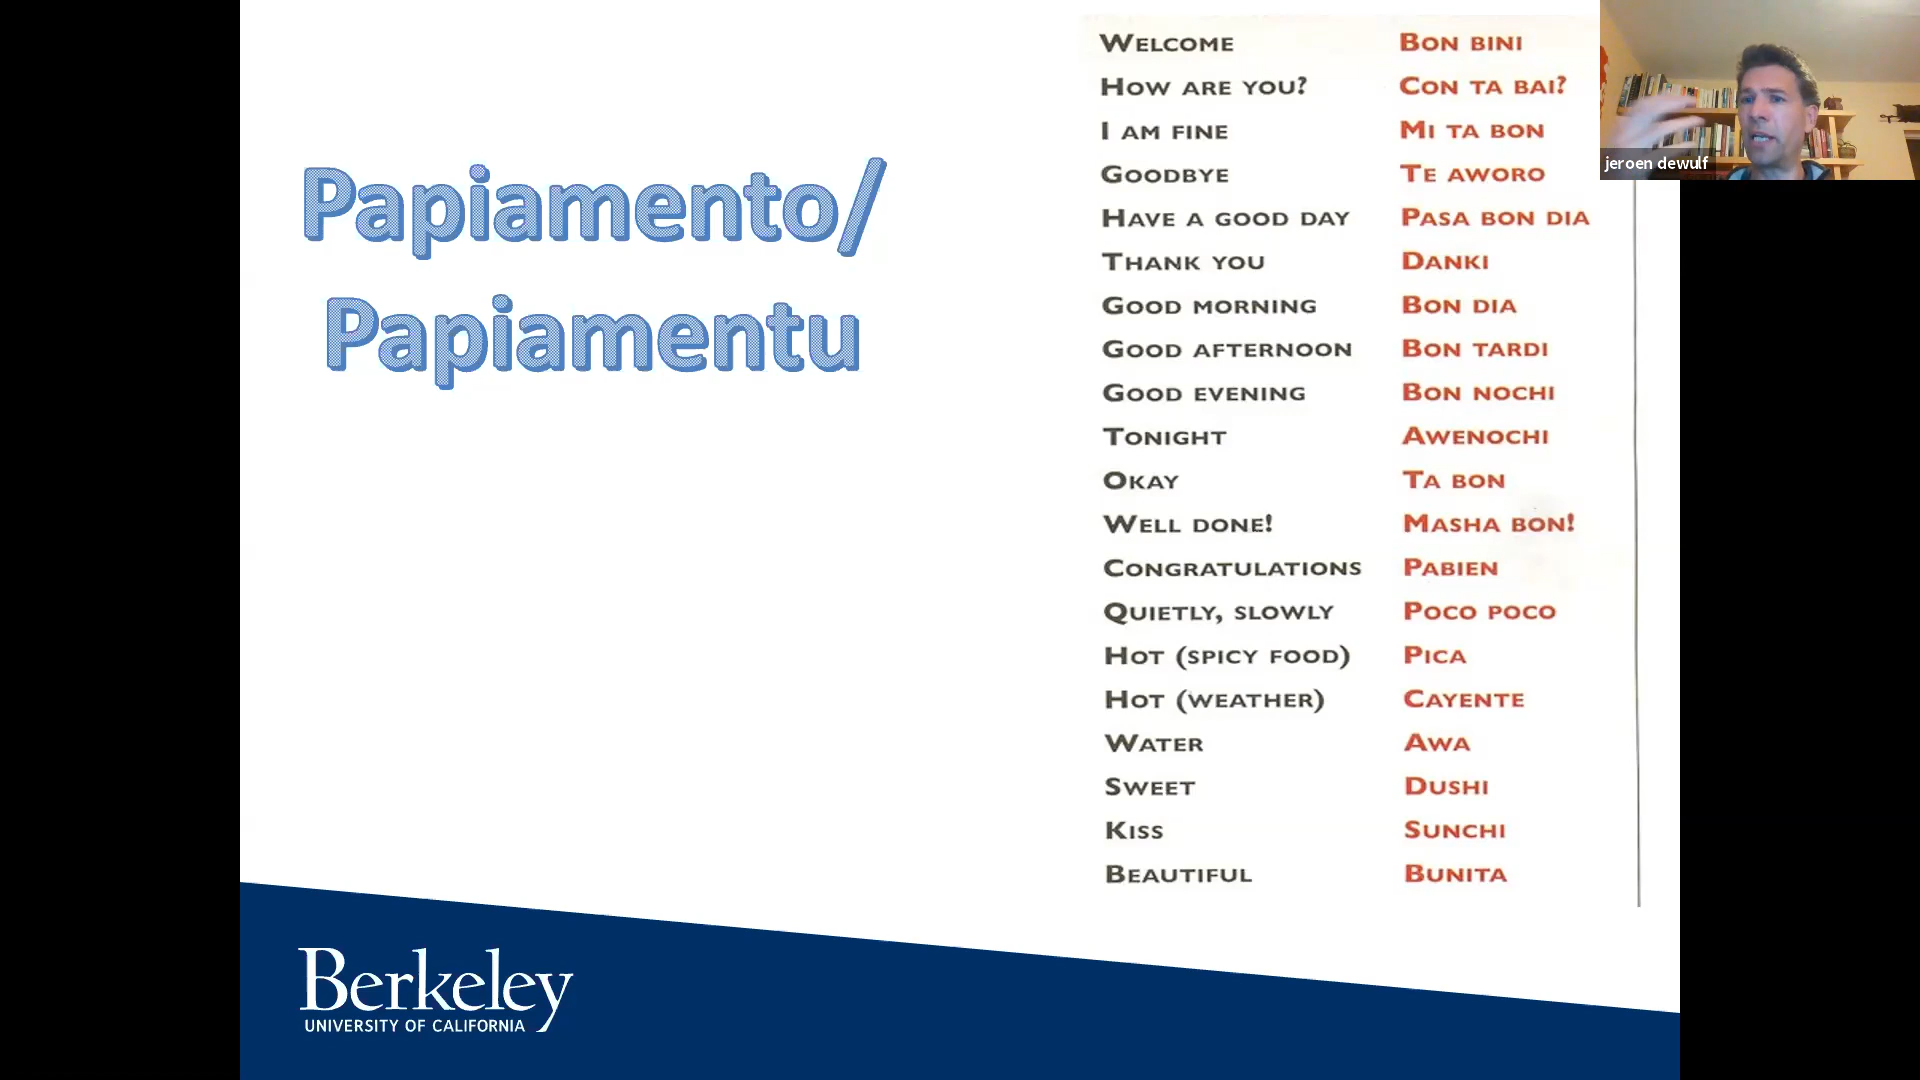 Papiamento/
Papiamentu
WELCOME BON BINI
HOW ARE YOU? CON TA BAI?
I AM FINE MI TA BON
GOODBYE TE AWORO
HAVE A GOOD DAY PASA BON DIA
THANK YOU DANKI
GOOD MORNING BON DIA
GOOD AFTERNOON BON TARDI
GOOD EVENING BON NOCHI
TONIGHT AWENOCHI
OKAY TA BON
WELL DONE! MASHA BON!
CONGRATULATIONS PABIEN
QUIETLY, SLOWLY POCO POCO
HOT (SPICY FOOD) PICA
HOT (WEATHER) CAYENTE
WATER AWA
SWEET DUSHI
KISS SUNCHI
BEAUTIFUL BUNITA
jeroen dewulf
Berkeley
UNIVERSITY OF CALIFORNIA